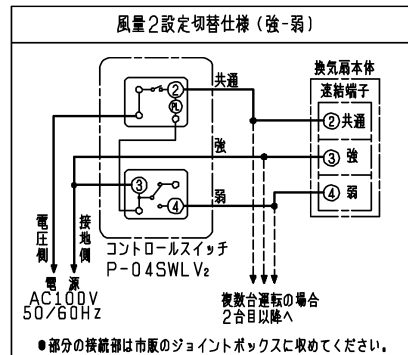 風量2設定切替仕様(強-弱)
換気扇本体
速結端子
共通
②
PL
②共通
強
③強
③
弱
④弱
④
電圧側
接地側
コントロールスイッチ
P-04SWLV2
電源
AC100V
50/60Hz
複数台運転の場合
2台目以降へ
●部分の接続部は市販のジョイントボックスに収めてください。